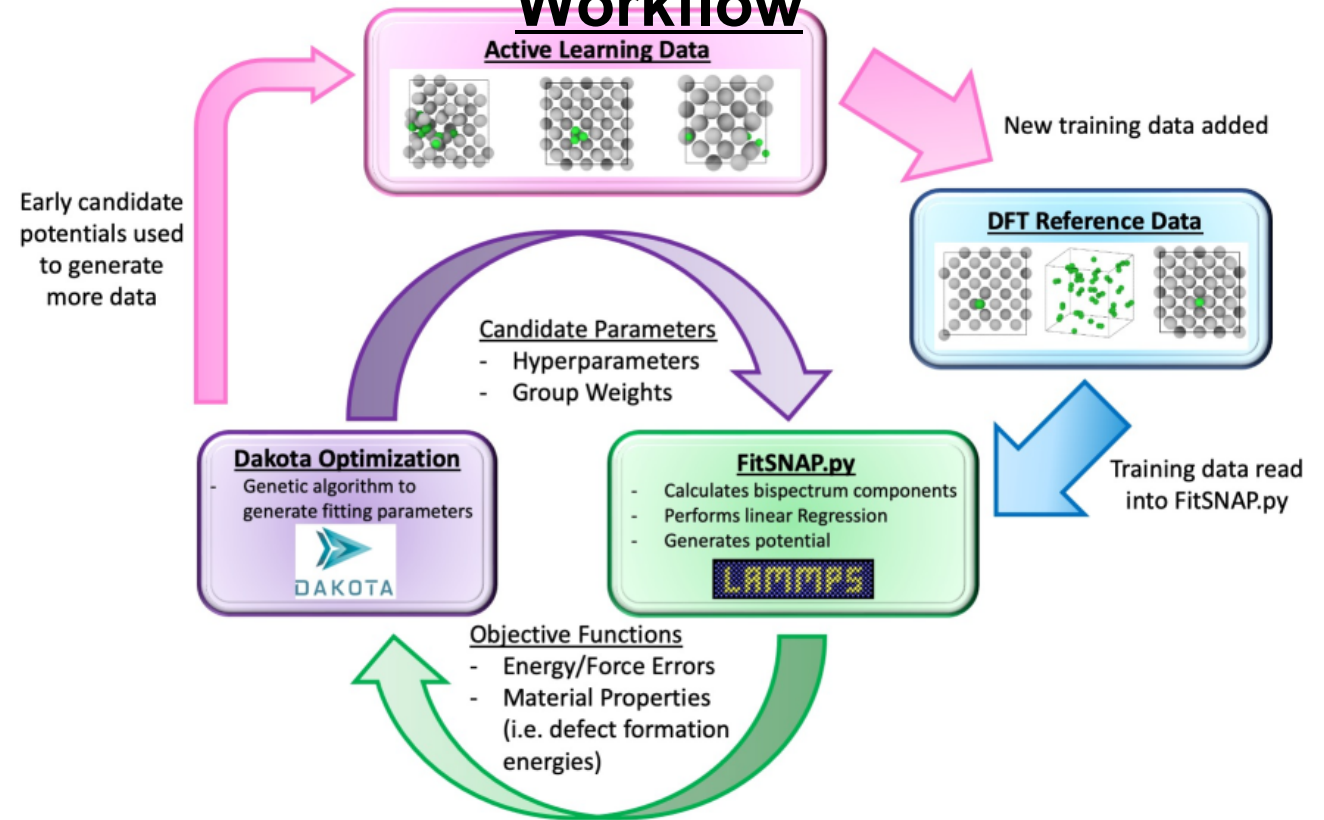 Workflow
Active Learning Data
New training data added
Early candidate
potentials used
to generate
more data
DFT Reference Data
Candidate Parameters
- Hyperparameters
- Group Weights
Dakota Optimization
- Genetic algorithm to
generate fitting parameters
DAKOTA
FitSNAP.py
- Calculates bispectrum components
- Performs linear Regression
- Generates potential
LAMMPS
Training data read
into FitSNAP.py
Objective Functions
- Energy/Force Errors
- Material Properties
(i.e. defect formation
energies)